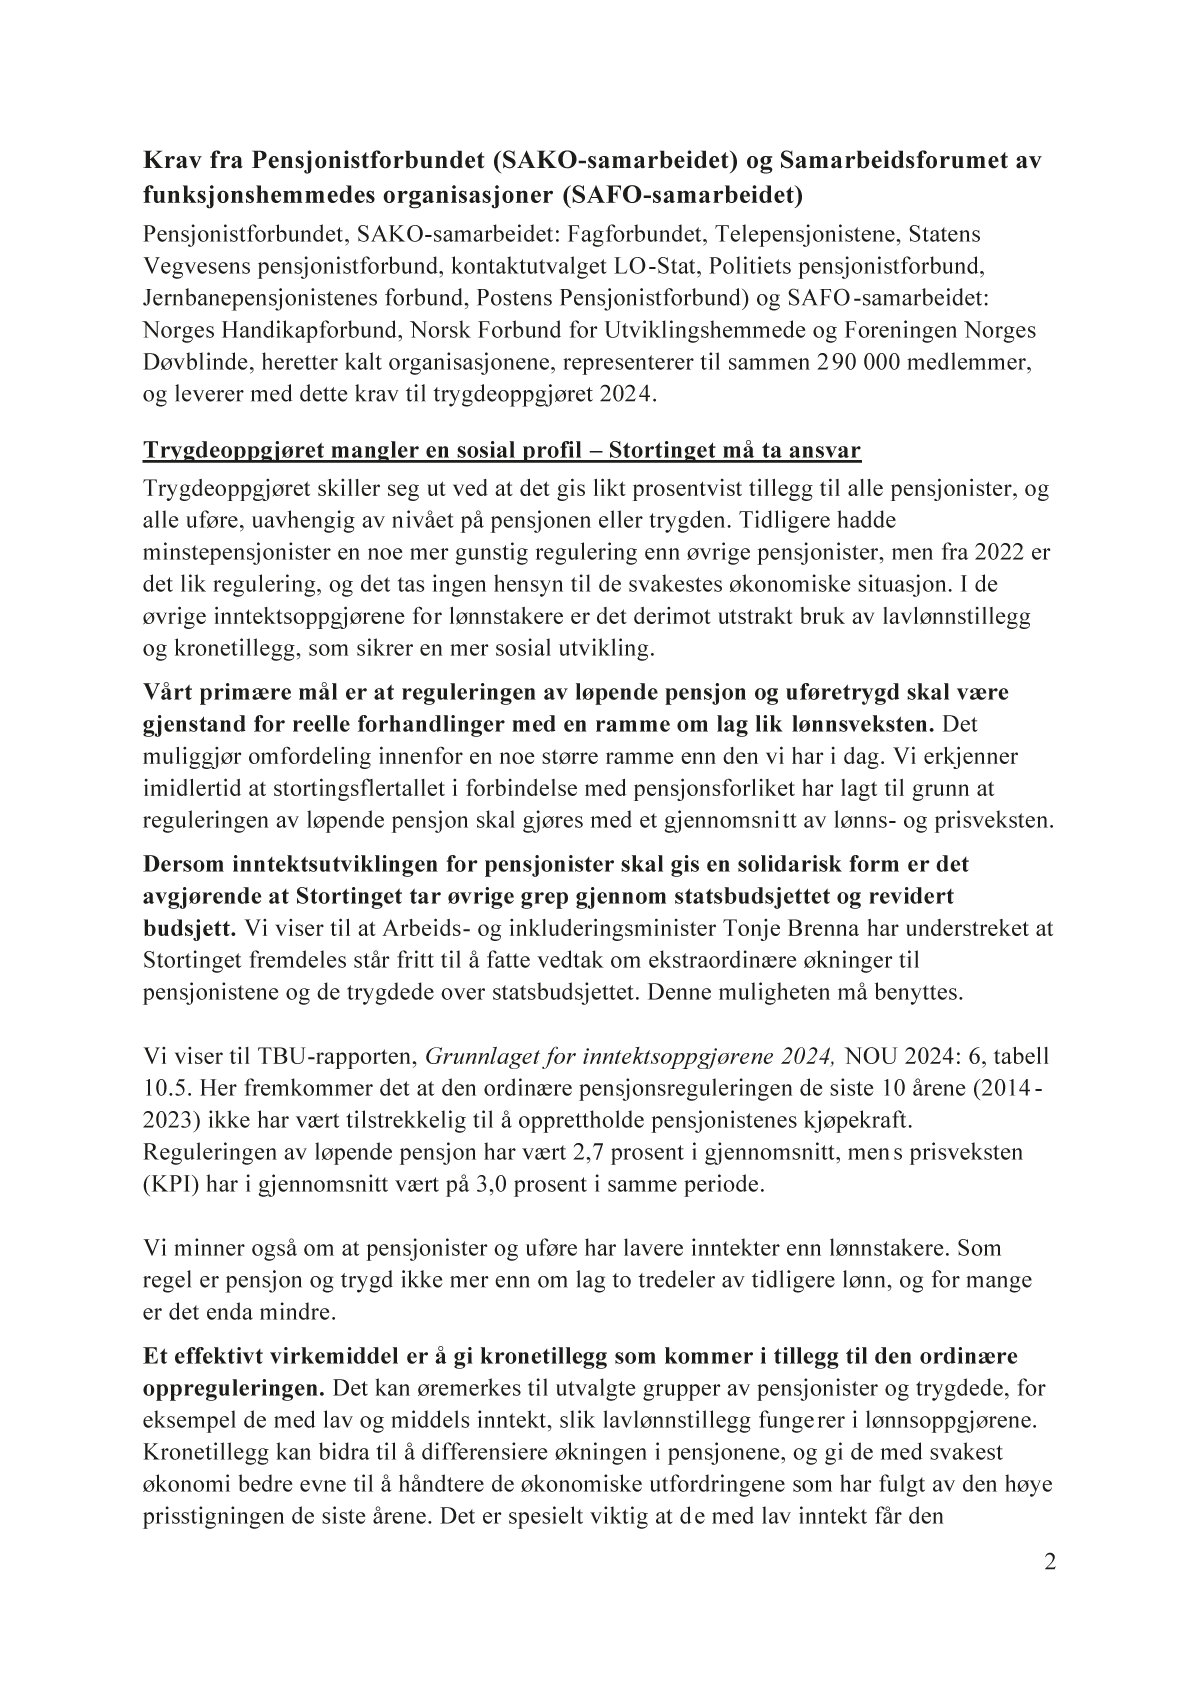 Krav fra Pensjonistforbundet (SAKO-samarbeidet) og Samarbeidsforumet av
funksjonshemmedes organisasjoner (SAFO-samarbeidet)
Pensjonistforbundet, SAKO-samarbeidet: Fagforbundet, Telepensjonistene, Statens
Vegvesens pensjonistforbund, kontaktutvalget LO-Stat, Politiets pensjonistforbund,
Jernbanepensjonistenes forbund, Postens Pensjonistforbund) og SAFO-samarbeidet:
Norges Handikapforbund, Norsk Forbund for Utviklingshemmede og Foreningen Norges
Døvblinde, heretter kalt organisasjonene, representerer til sammen 290 000 medlemmer,
og leverer med dette krav til trygdeoppgjøret 2024.
Trygdeoppgjøret mangler en sosial profil – Stortinget må ta ansvar
Trygdeoppgjøret skiller seg ut ved at det gis likt prosentvist tillegg til alle pensjonister, og
alle uføre, uavhengig av nivået på pensjonen eller trygden. Tidligere hadde
minstepensjonister en noe mer gunstig regulering enn øvrige pensjonister, men fra 2022 er
det lik regulering, og det tas ingen hensyn til de svakestes økonomiske situasjon. I de
øvrige inntektsoppgjørene for lønnstakere er det derimot utstrakt bruk av lavlønnstillegg
og kronetillegg, som sikrer en mer sosial utvikling.
Vårt primære mål er at reguleringen av løpende pensjon og uføretrygd skal være
gjenstand for reelle forhandlinger med en ramme om lag lik lønnsveksten. Det
muliggjør omfordeling innenfor en noe større ramme enn den vi har i dag. Vi erkjenner
imidlertid at stortingsflertallet i forbindelse med pensjonsforliket har lagt til grunn at
reguleringen av løpende pensjon skal gjøres med et gjennomsnitt av lønns- og prisveksten.
Dersom inntektsutviklingen for pensjonister skal gis en solidarisk form er det
avgjørende at Stortinget tar øvrige grep gjennom statsbudsjettet og revidert
budsjett. Vi viser til at Arbeids- og inkluderingsminister Tonje Brenna har understreket at
Stortinget fremdeles står fritt til å fatte vedtak om ekstraordinære økninger til
pensjonistene og de trygdede over statsbudsjettet. Denne muligheten må benyttes.
Vi viser til TBU-rapporten, Grunnlaget for inntektsoppgjørene 2024, NOU 2024: 6, tabell
10.5. Her fremkommer det at den ordinære pensjonsreguleringen de siste 10 årene (2014-
2023) ikke har vært tilstrekkelig til å opprettholde pensjonistenes kjøpekraft.
Reguleringen av løpende pensjon har vært 2,7 prosent i gjennomsnitt, mens prisveksten
(KPI) har i gjennomsnitt vært på 3,0 prosent i samme periode.
Vi minner også om at pensjonister og uføre har lavere inntekter enn lønnstakere. Som
regel er pensjon og trygd ikke mer enn om lag to tredeler av tidligere lønn, og for mange
er det enda mindre.
Et effektivt virkemiddel er å gi kronetillegg som kommer i tillegg til den ordinære
oppreguleringen. Det kan øremerkes til utvalgte grupper av pensjonister og trygdede, for
eksempel de med lav og middels inntekt, slik lavlønnstillegg fungerer i lønnsoppgjørene.
Kronetillegg kan bidra til å differensiere økningen i pensjonene, og gi de med svakest
økonomi bedre evne til å håndtere de økonomiske utfordringene som har fulgt av den høye
prisstigningen de siste årene. Det er spesielt viktig at de med lav inntekt får den
2